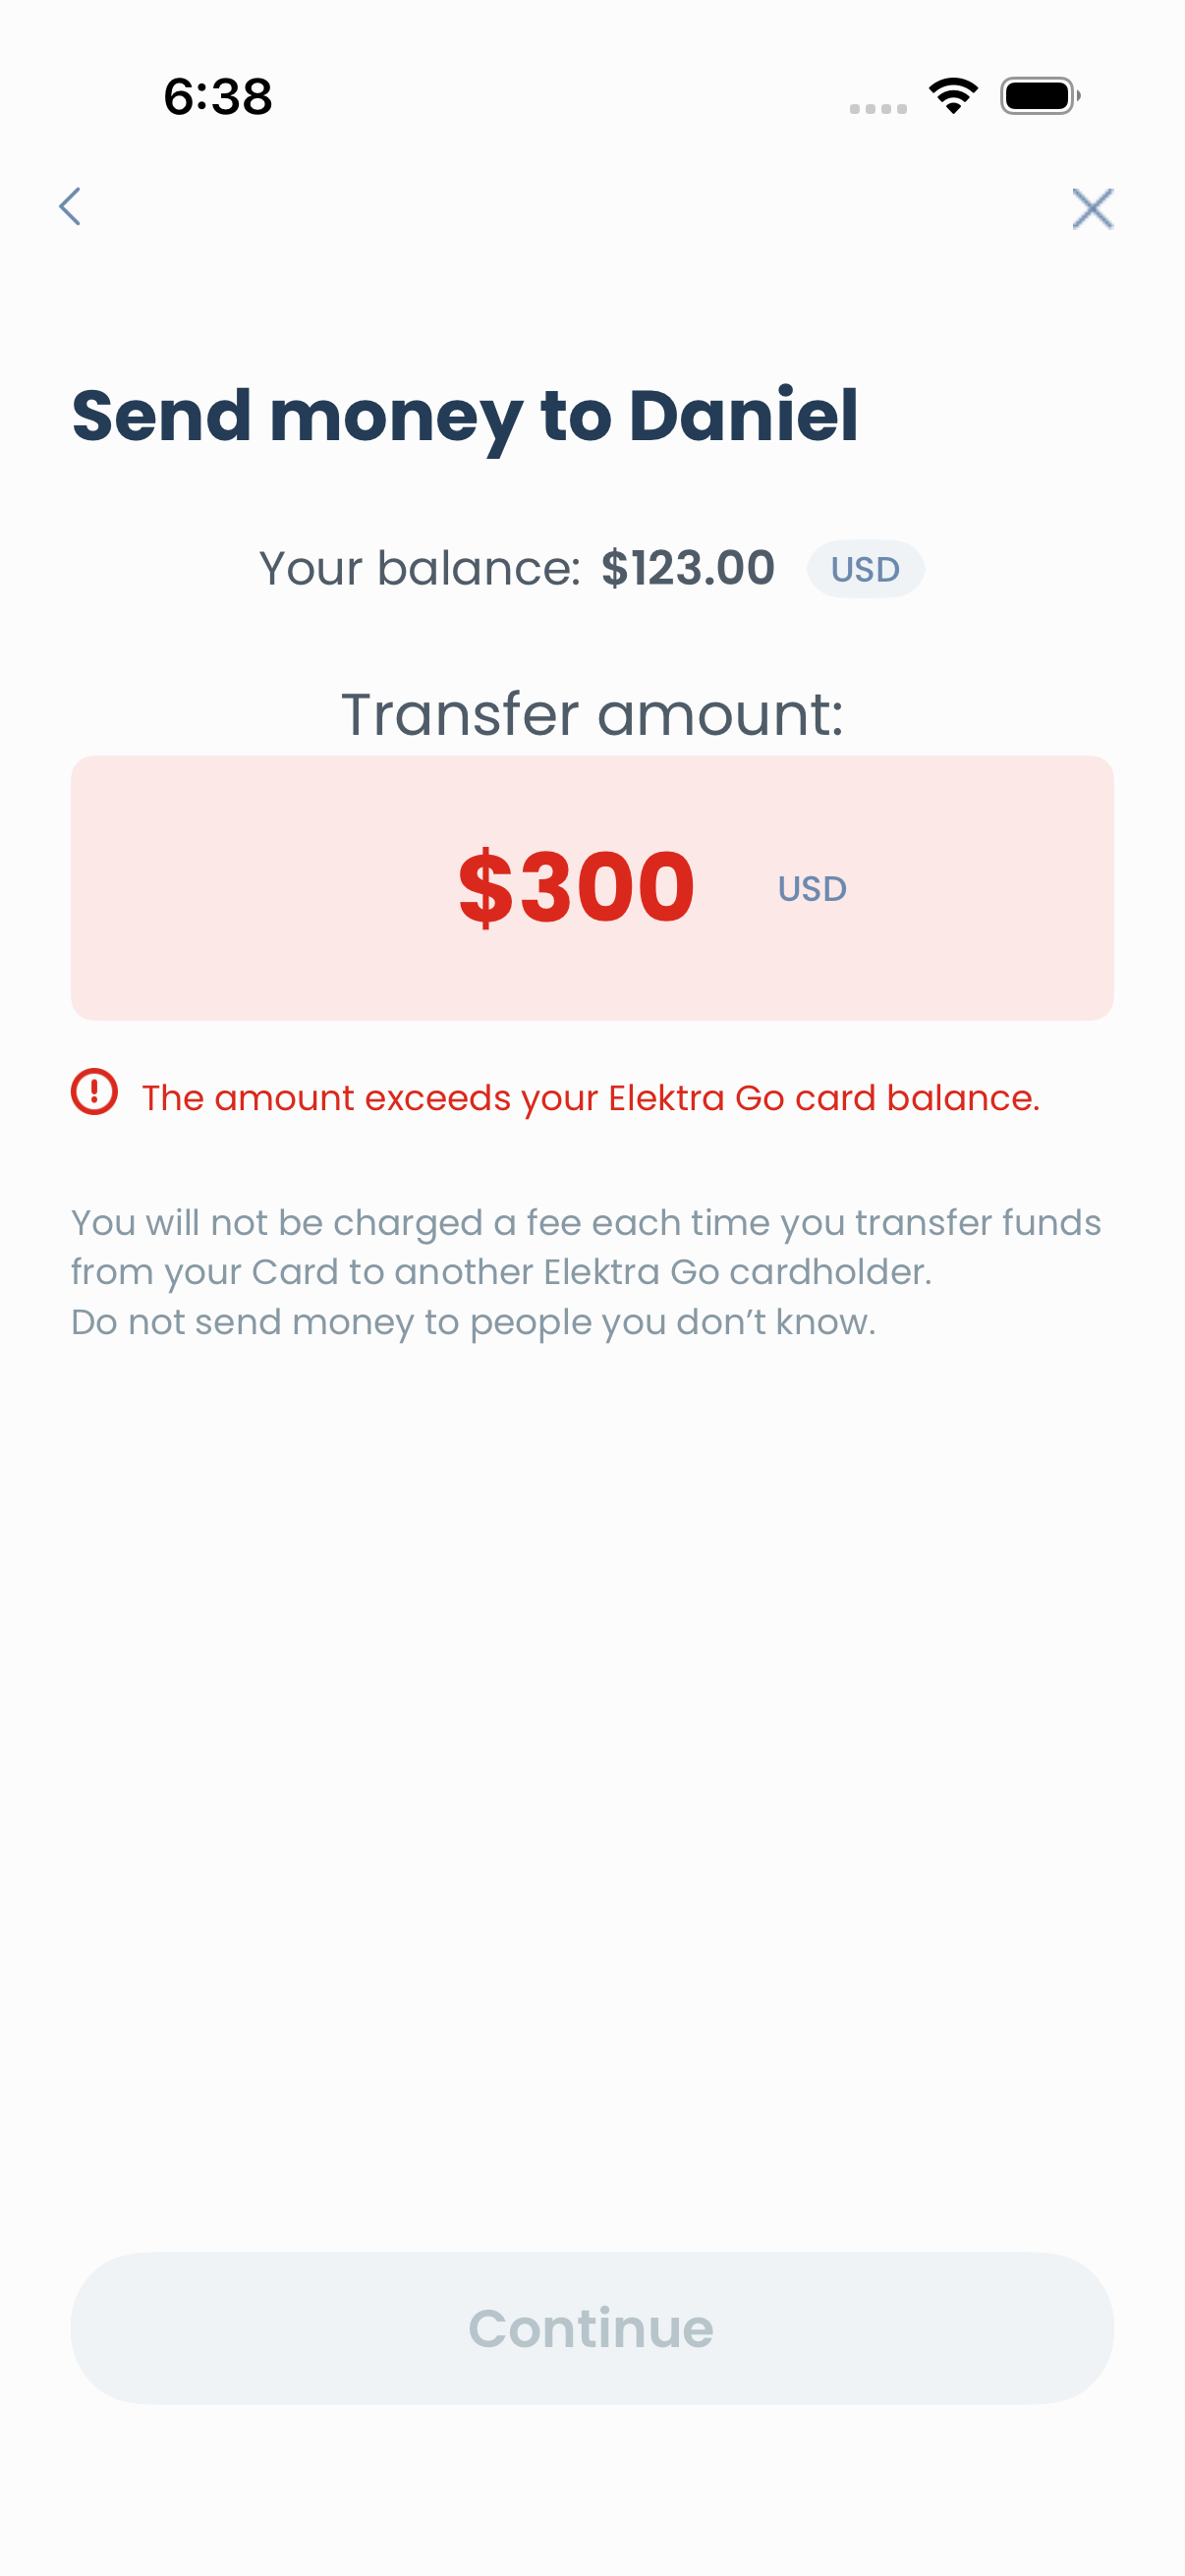 6:38
Send money to Daniel
Your balance: $123.00 USD
Transfer amount:
$300 USD
The amount exceeds your Elektra Go card balance.
You will not be charged a fee each time you transfer funds
from your Card to another Elektra Go cardholder.
Do not send money to people you don’t know.
Continue